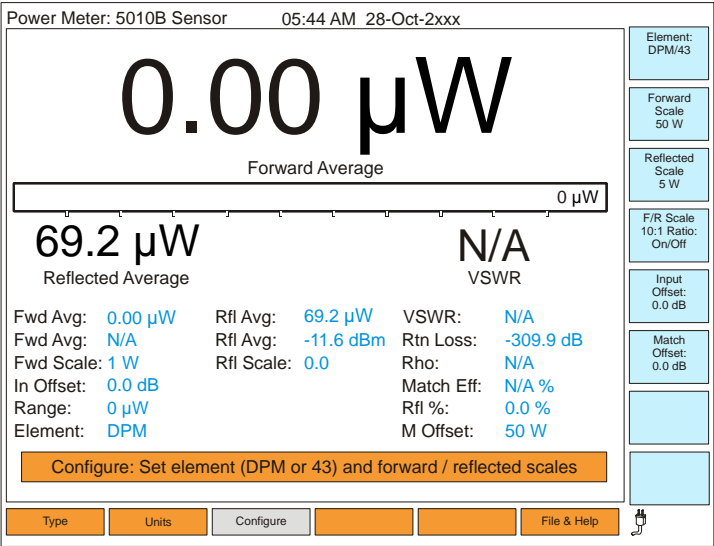 Power Meter: 5010B Sensor 05:44 AM 28-Oct-2xxx
0.00 µW
Forward Average
0 µW
69.2 µW
Reflected Average
N/A
VSWR
Fwd Avg: 0.00 µW Rfl Avg: 69.2 µW VSWR: N/A
Fwd Avg: N/A Rfl Avg: -11.6 dBm Rtn Loss: -309.9 dB
Fwd Scale: 1 W Rfl Scale: 0.0 Rho: N/A
In Offset: 0.0 dB Match Eff: N/A %
Range: 0 µW Rfl %: 0.0 %
Element: DPM M Offset: 50 W
Configure: Set element (DPM or 43) and forward / reflected scales
Element:
DPM/43
Forward
Scale
50 W
Reflected
Scale
5 W
F/R Scale
10:1 Ratio:
On/Off
Input
Offset:
0.0 dB
Match
Offset:
0.0 dB
Type Units Configure File & Help